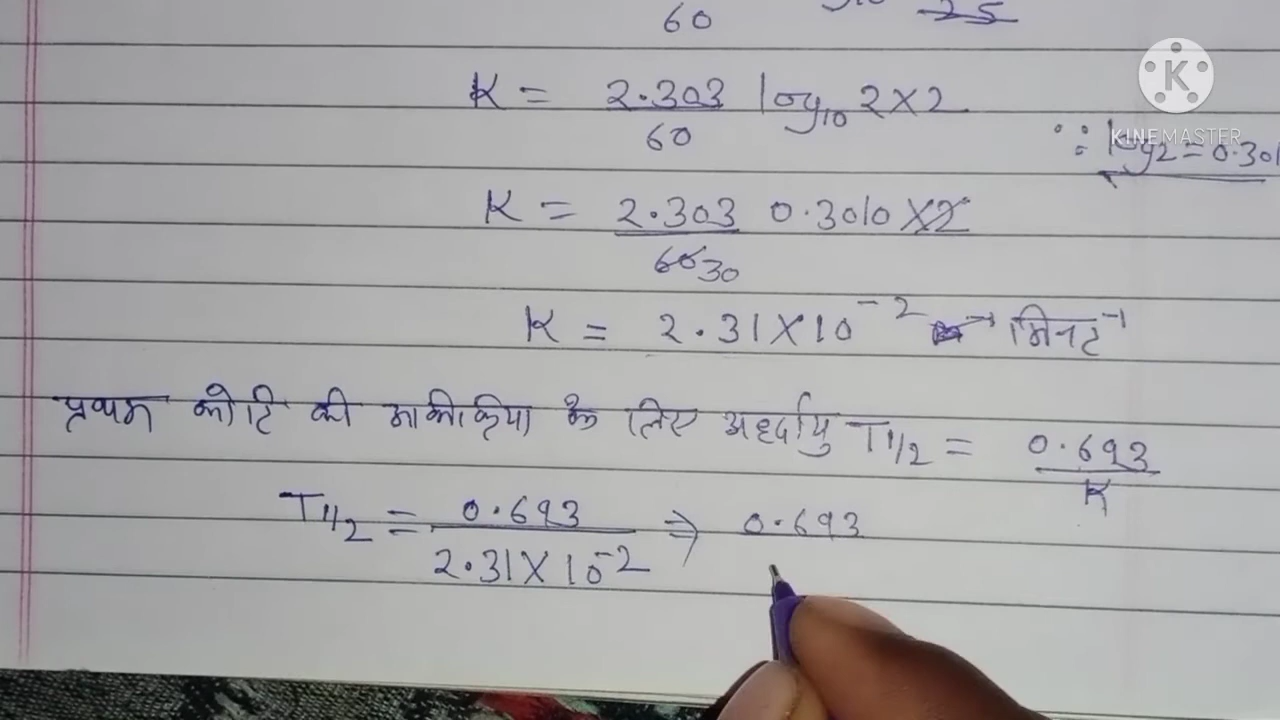 60 25
K = 2.303/60 log10 2×2
KINEMASTER
∵ log2 = 0.301
K = 2.303/60 30 0.3010 ×2
K = 2.31×10⁻² मिनट⁻¹
प्रथम कोटि की अभिक्रिया के लिए अर्ध्दायु T1/2 = 0.693/K
T1/2 = 0.693/2.31×10⁻² ⇒ 0.693